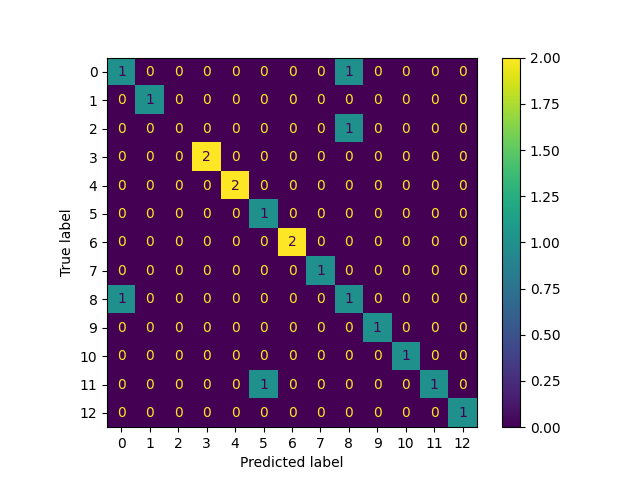 0 1 0 0 0 0 0 0 0 1 0 0 0 0 2.00
1 0 1 0 0 0 0 0 0 0 0 0 0 0 1.75
2 0 0 0 0 0 0 0 0 1 0 0 0 0
3 0 0 0 2 0 0 0 0 0 0 0 0 0 1.50
4 0 0 0 0 2 0 0 0 0 0 0 0 0
5 0 0 0 0 0 1 0 0 0 0 0 0 0 1.25
6 0 0 0 0 0 0 2 0 0 0 0 0 0 1.00
True label
7 0 0 0 0 0 0 0 1 0 0 0 0 0
8 1 0 0 0 0 0 0 0 1 0 0 0 0 0.75
9 0 0 0 0 0 0 0 0 0 1 0 0 0
10 0 0 0 0 0 0 0 0 0 0 1 0 0 0.50
11 0 0 0 0 0 1 0 0 0 0 0 1 0 0.25
12 0 0 0 0 0 0 0 0 0 0 0 0 1 0.00
0 1 2 3 4 5 6 7 8 9 10 11 12
Predicted label